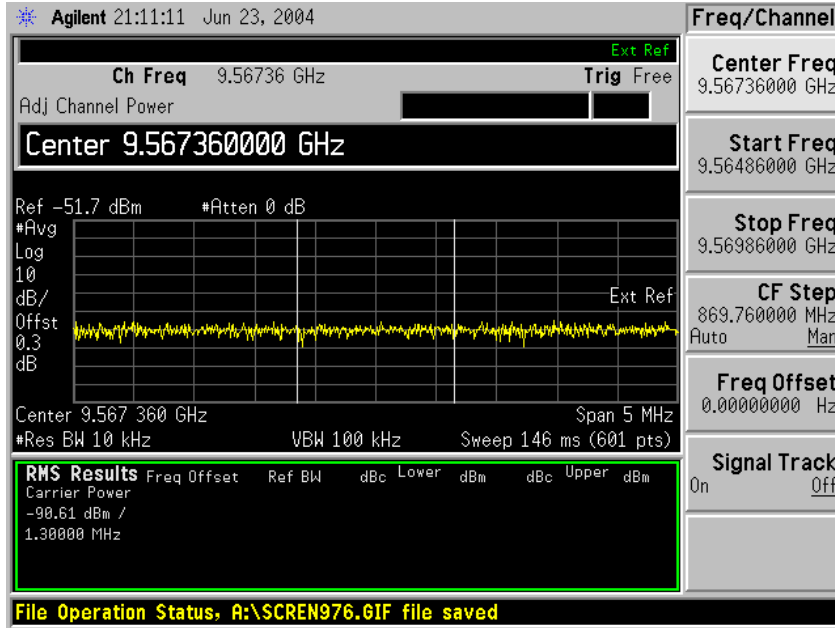 Agilent 21:11:11 Jun 23, 2004
Freq/Channel
Ext Ref
Ch Freq 9.56736 GHz Trig Free
Adj Channel Power
Center 9.567360000 GHz
Ref -51.7 dBm #Atten 0 dB
#Avg
Log
10
dB/
Offst
0.3
dB
Ext Ref
Center 9.567 360 GHz Span 5 MHz
#Res BW 10 kHz VBW 100 kHz Sweep 146 ms (601 pts)
RMS Results Freq Offset Ref BW dBc Lower dBm dBc Upper dBm
Carrier Power
-90.61 dBm /
1.30000 MHz
Center Freq
9.56736000 GHz
Start Freq
9.56486000 GHz
Stop Freq
9.56986000 GHz
CF Step
869.760000 MHz
Auto Man
Freq Offset
0.00000000 Hz
Signal Track
On Off
File Operation Status, A:\SCREN976.GIF file saved